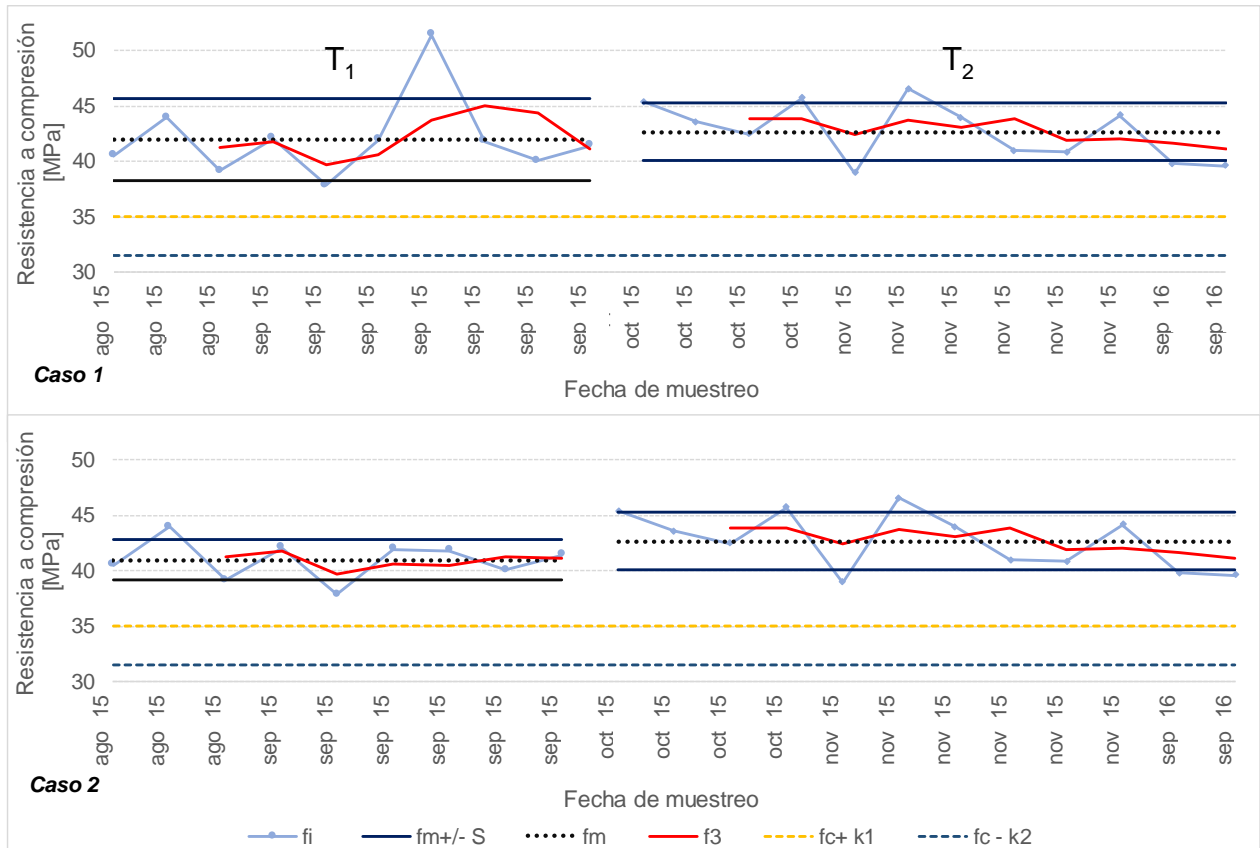 Resistencia a compresión
[MPa]
50
45
40
35
30
T1
T2
ago 15
ago 15
ago 15
sep 15
sep 15
sep 15
sep 15
sep 15
sep 15
sep 15
oct 15
oct 15
oct 15
oct 15
nov 15
nov 15
nov 15
nov 15
nov 15
nov 15
sep 16
sep 16
Caso 1
Fecha de muestreo
Resistencia a compresión
[MPa]
50
45
40
35
30
ago 15
ago 15
ago 15
sep 15
sep 15
sep 15
sep 15
sep 15
sep 15
oct 15
oct 15
oct 15
oct 15
nov 15
nov 15
nov 15
nov 15
nov 15
nov 15
sep 16
sep 16
Caso 2
Fecha de muestreo
fi fm+/- S fm f3 fc+ k1 fc - k2